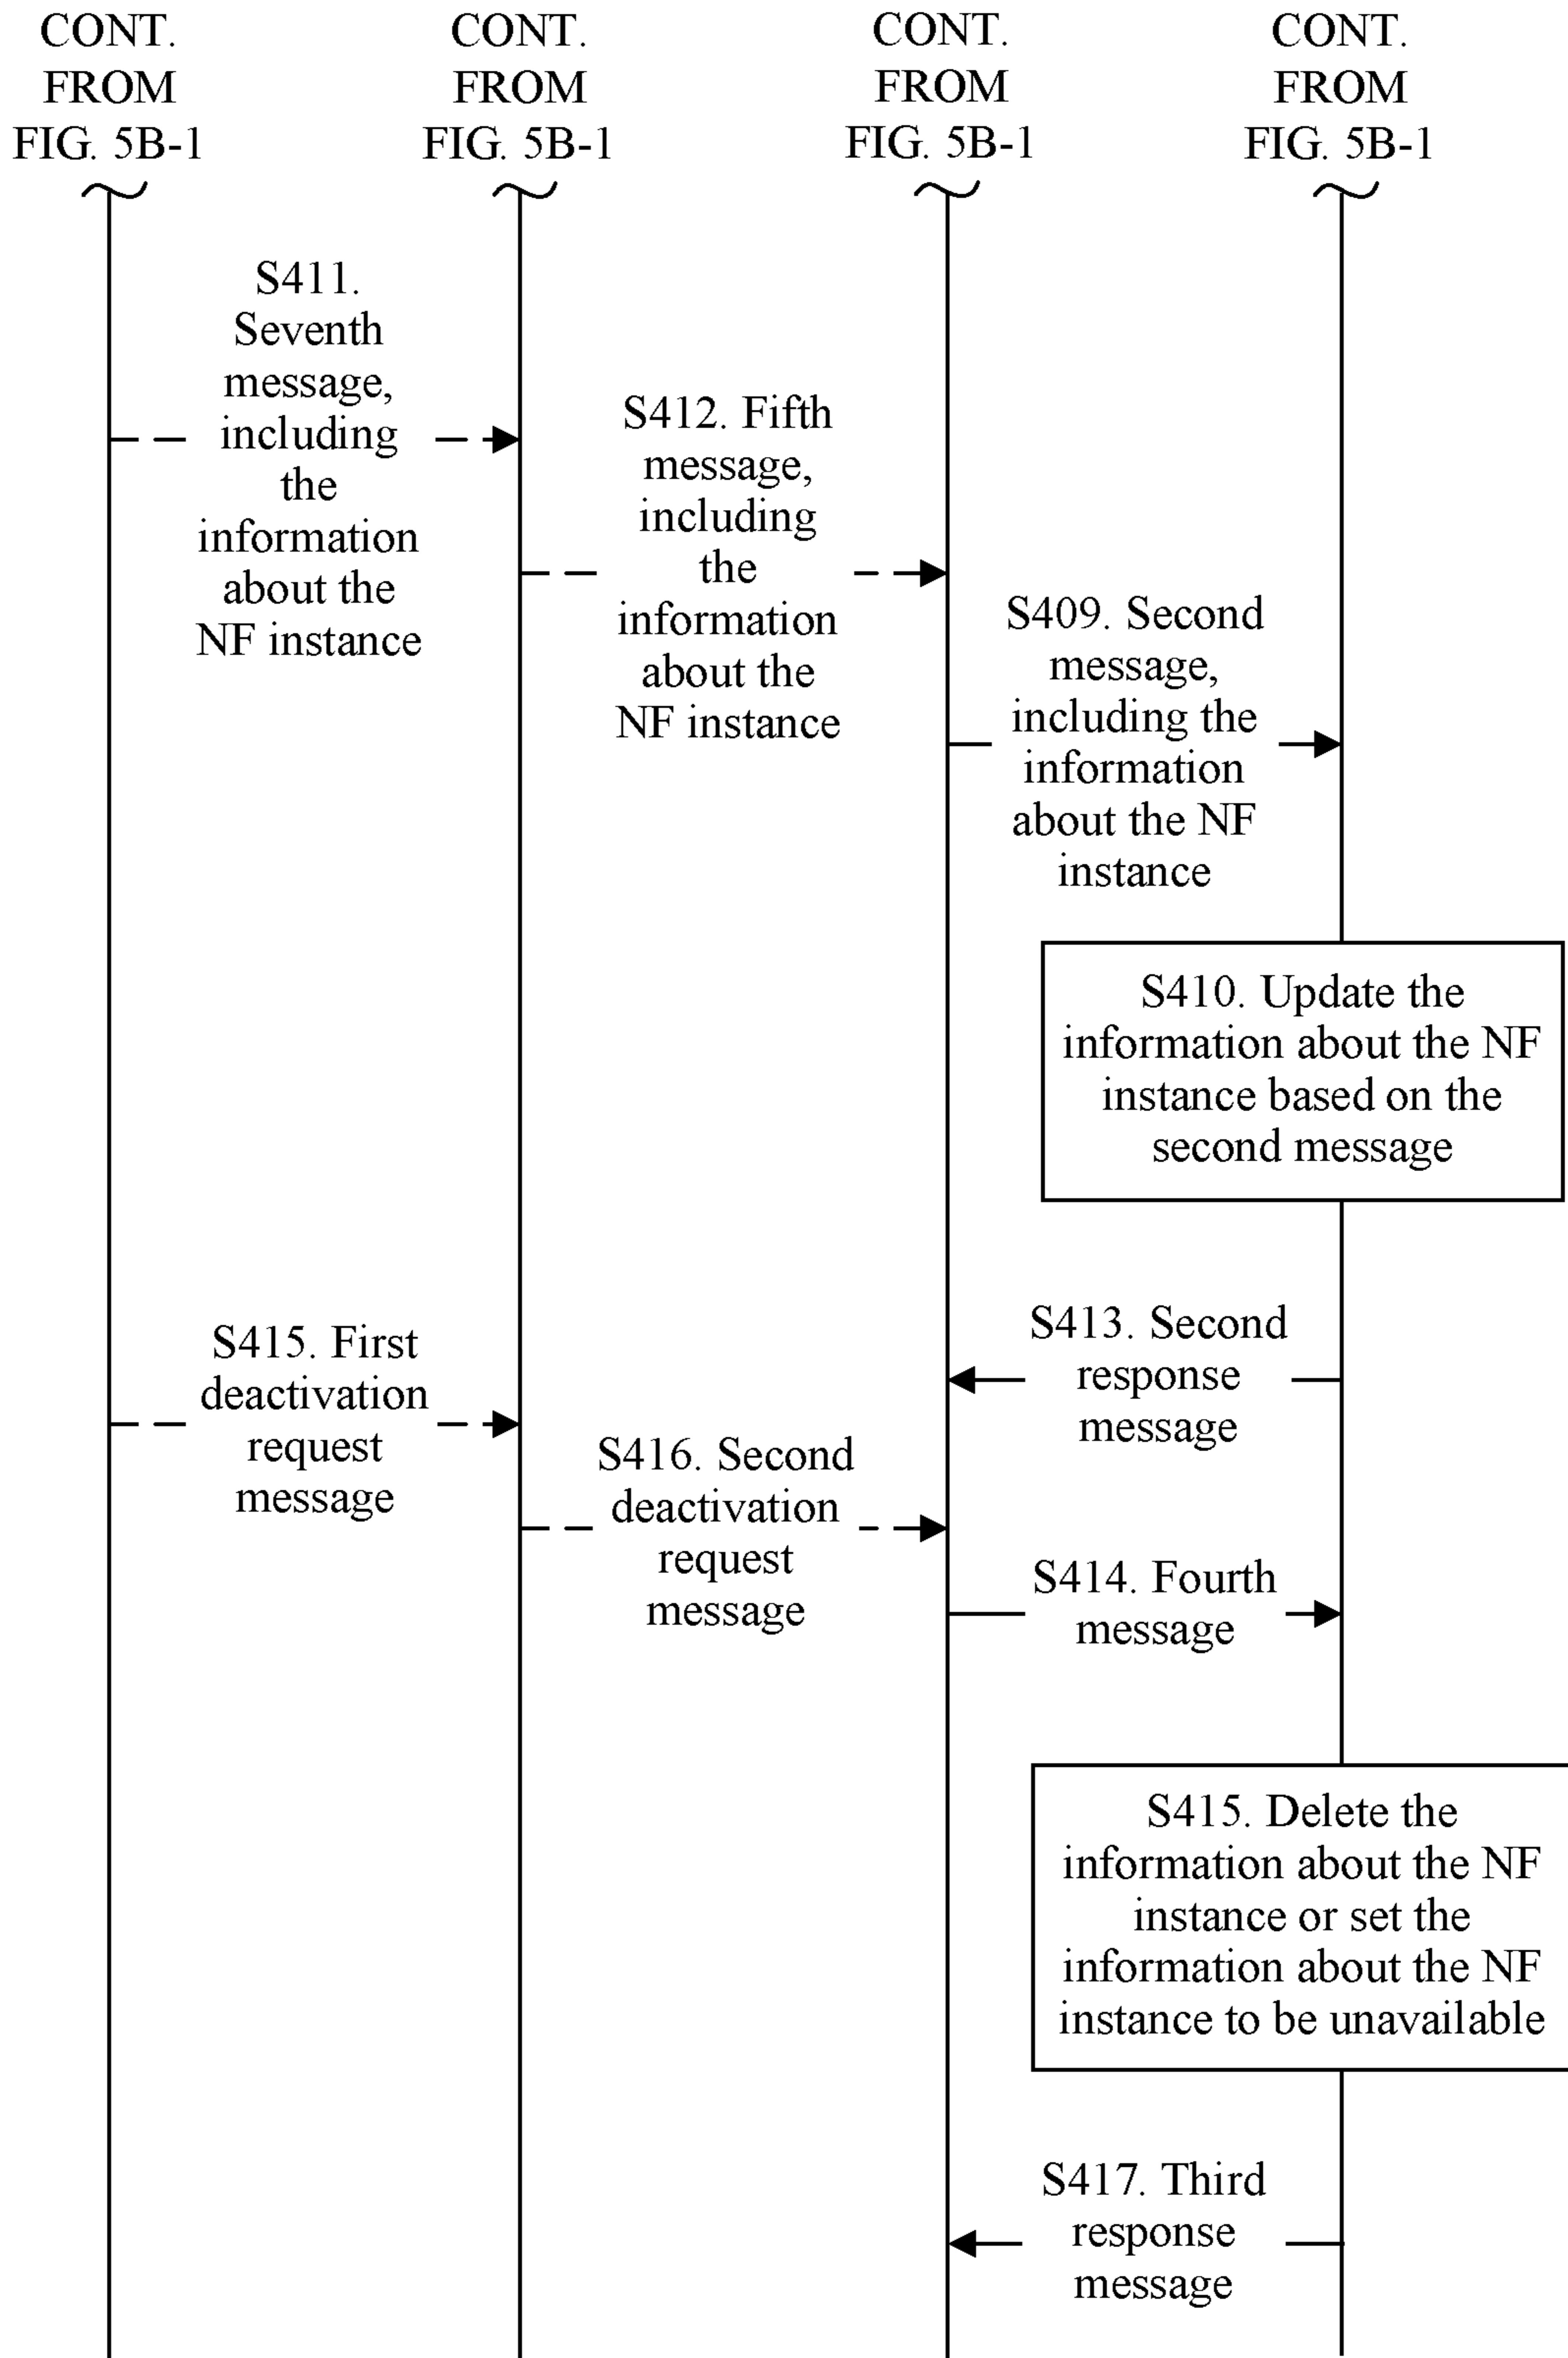 CONT.
FROM
FIG. 5B-1
CONT.
FROM
FIG. 5B-1
CONT.
FROM
FIG. 5B-1
CONT.
FROM
FIG. 5B-1
S411.
Seventh
message,
including
the
information
about the
NF instance
S412. Fifth
message,
including
the
information
about the
NF instance
S409. Second
message,
including the
information
about the NF
instance
S410. Update the
information about the NF
instance based on the
second message
S413. Second
response
message
S415. First
deactivation
request
message
S416. Second
deactivation
request
message
S414. Fourth
message
S415. Delete the
information about the NF
instance or set the
information about the NF
instance to be unavailable
S417. Third
response
message